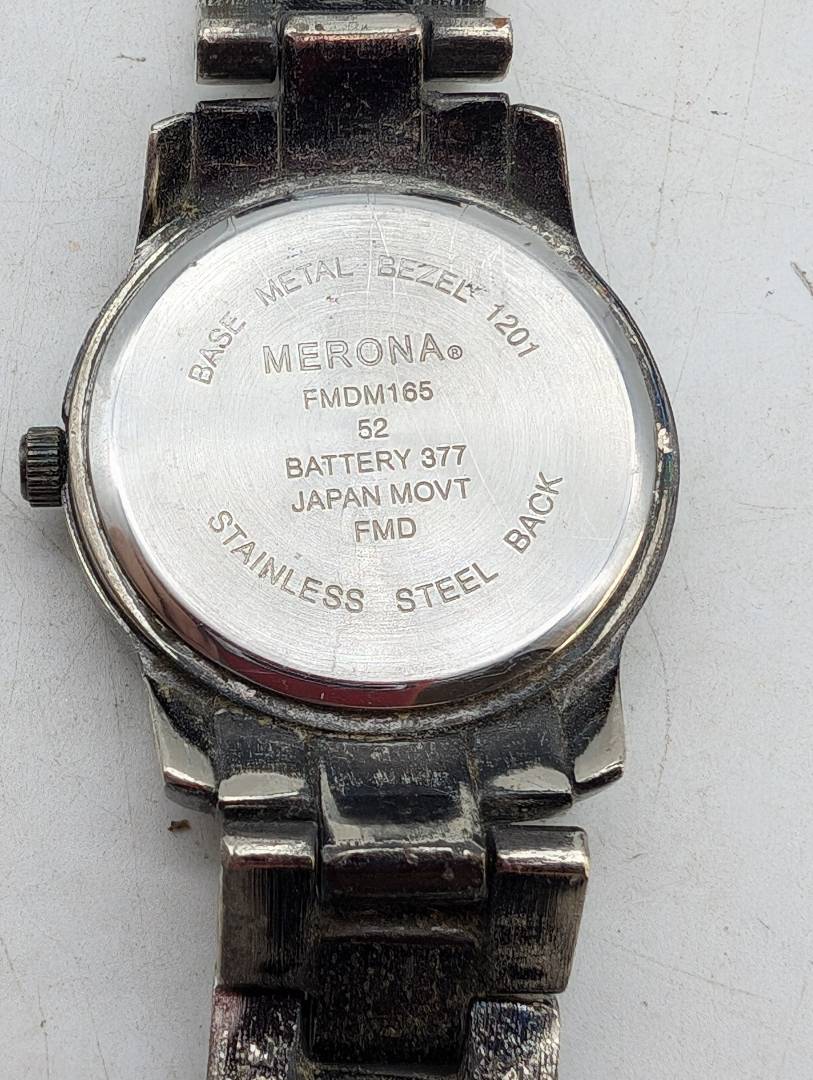 BASE METAL BEZEL 1201
MERONA®
FMDM165
52
BATTERY 377
JAPAN MOVT
FMD
STAINLESS STEEL BACK